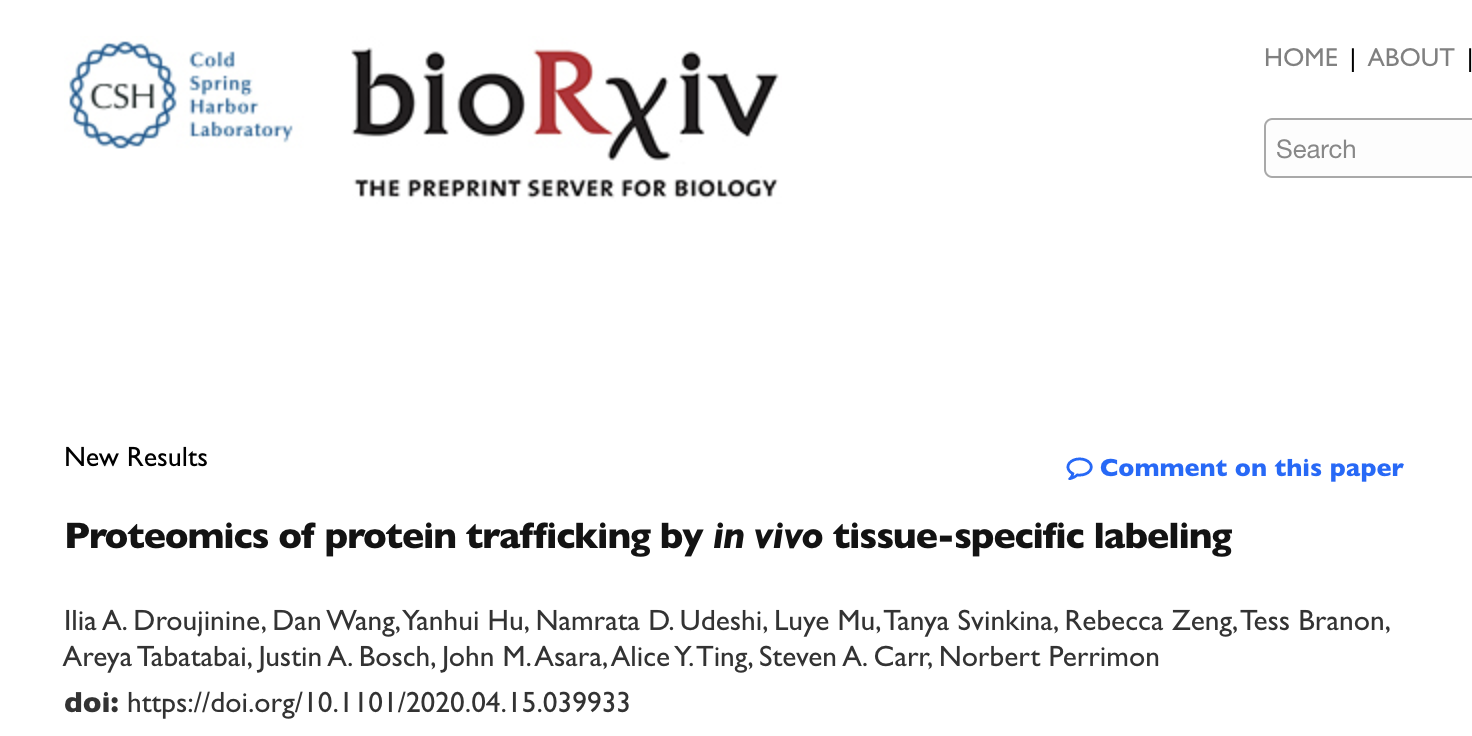 CSH
Cold
Spring
Harbor
Laboratory
bioRχiv
THE PREPRINT SERVER FOR BIOLOGY
HOME | ABOUT |
Search
New Results
Comment on this paper
Proteomics of protein trafficking by in vivo tissue-specific labeling
Ilia A. Droujinine, Dan Wang, Yanhui Hu, Namrata D. Udeshi, Luye Mu, Tanya Svinkina, Rebecca Zeng, Tess Branon,
Areya Tabatabai, Justin A. Bosch, John M. Asara, Alice Y. Ting, Steven A. Carr, Norbert Perrimon
doi: https://doi.org/10.1101/2020.04.15.039933